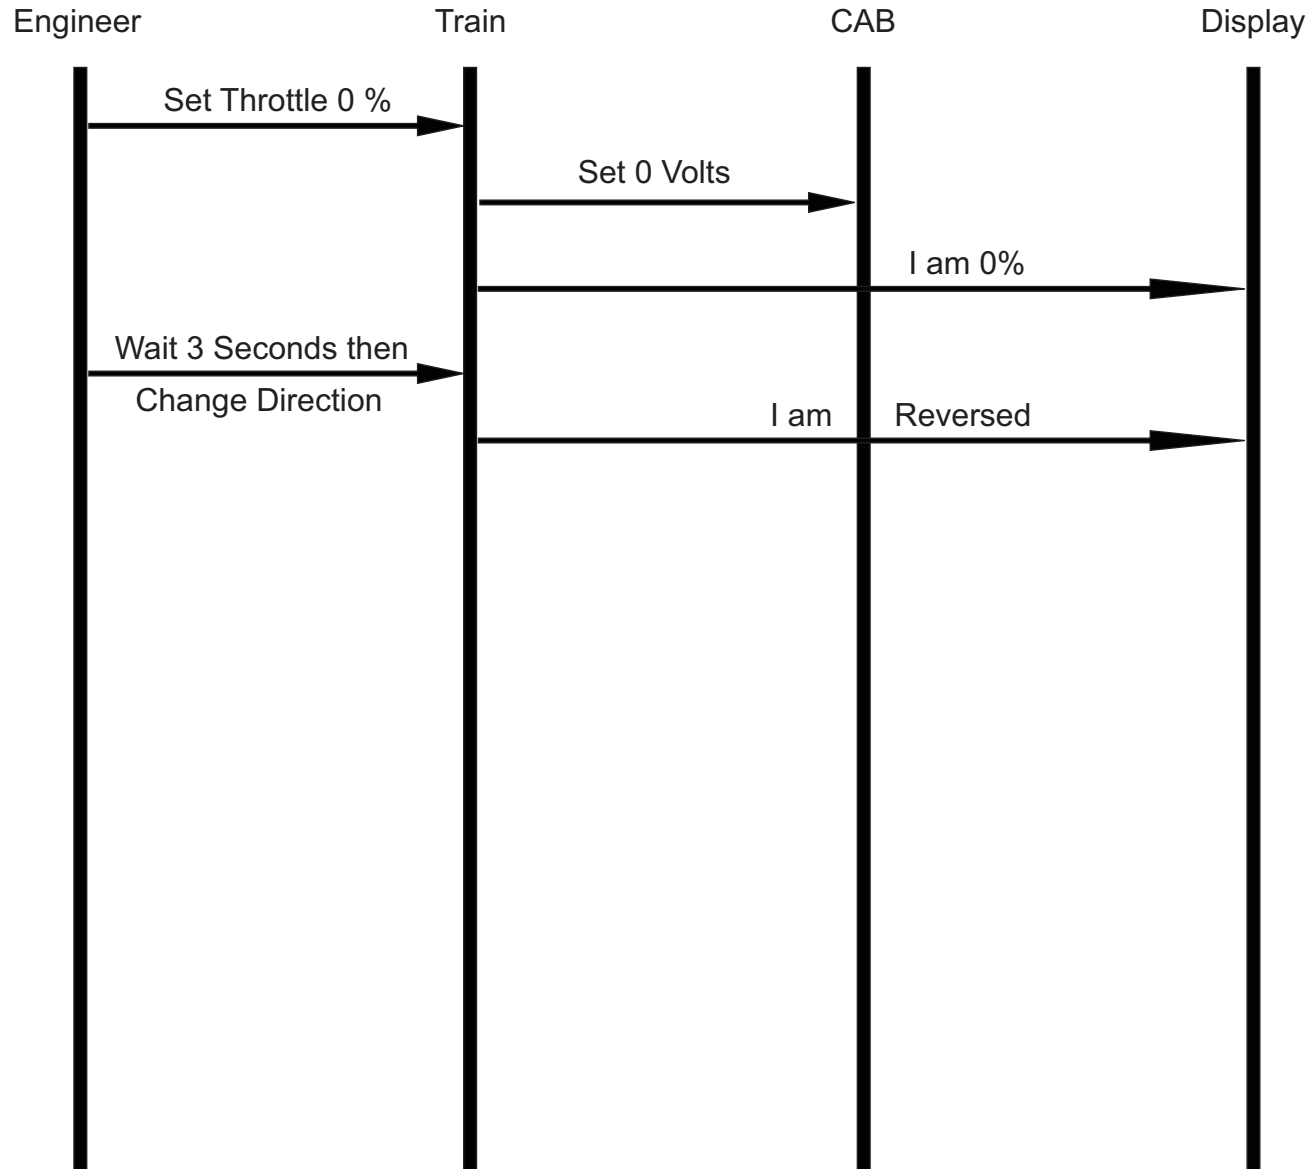 Engineer Train CAB Display
Set Throttle 0 %
Set 0 Volts
I am 0%
Wait 3 Seconds then
Change Direction
I am Reversed